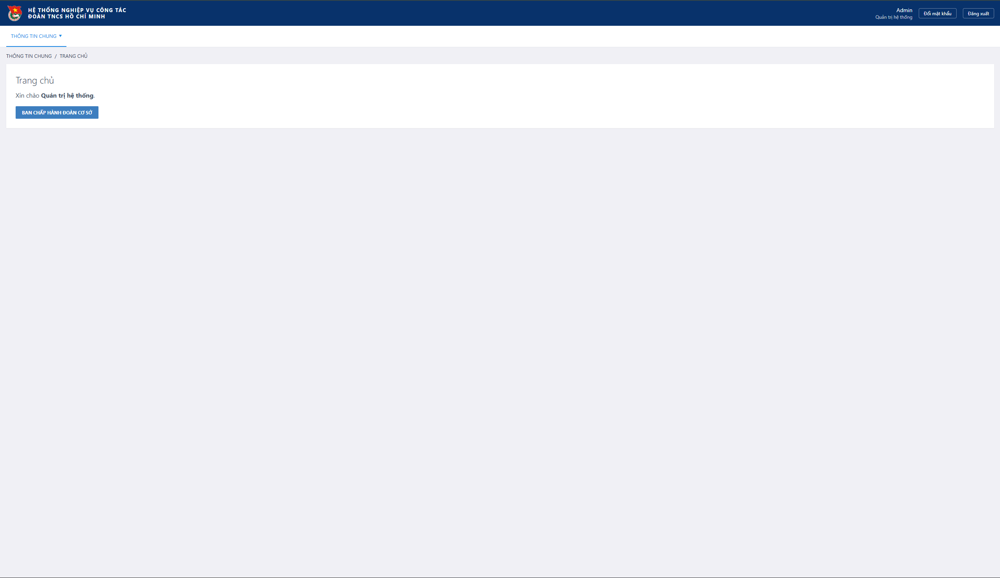 HỆ THỐNG NGHIỆP VỤ CÔNG TÁC
ĐOÀN TNCS HỒ CHÍ MINH
Admin
Quản trị hệ thống
Đổi mật khẩu
Đăng xuất
THÔNG TIN CHUNG
THÔNG TIN CHUNG / TRANG CHỦ
Trang chủ
Xin chào Quản trị hệ thống.
BAN CHẤP HÀNH ĐOÀN CƠ SỞ